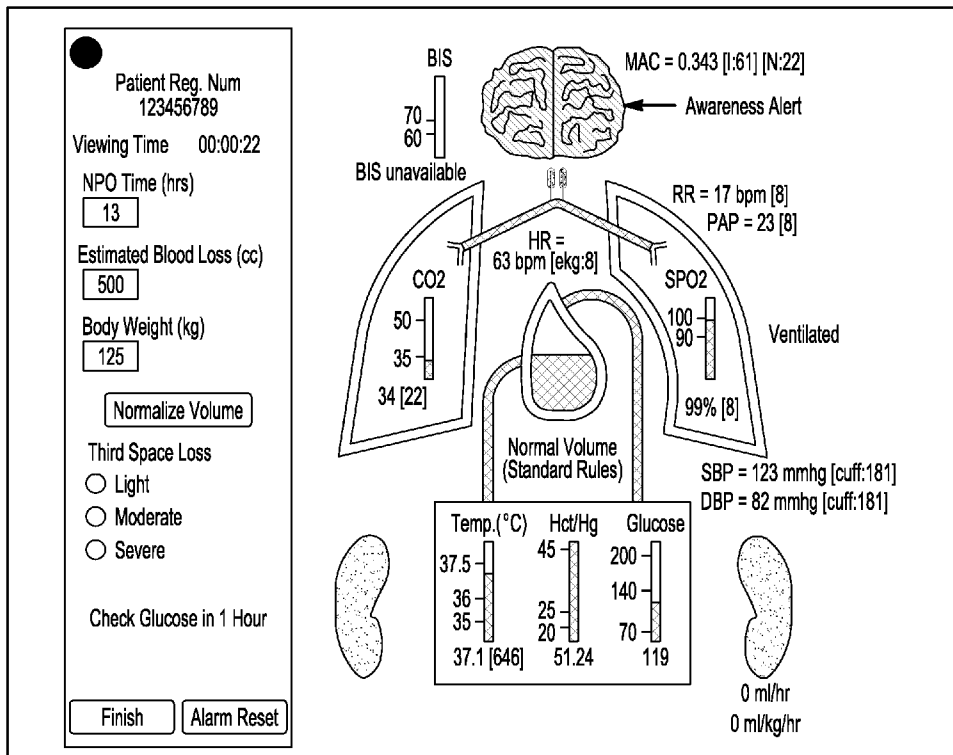 Patient Reg. Num
123456789
Viewing Time 00:00:22
NPO Time (hrs)
13
Estimated Blood Loss (cc)
500
Body Weight (kg)
125
Normalize Volume
Third Space Loss
Light
Moderate
Severe
Check Glucose in 1 Hour
Finish
Alarm Reset
BIS
70
60
BIS unavailable
MAC = 0.343 [I:61] [N:22]
Awareness Alert
RR = 17 bpm [8]
PAP = 23 [8]
HR =
63 bpm [ekg:8]
CO2
50
35
34 [22]
SPO2
100
90
99% [8]
Ventilated
Normal Volume
(Standard Rules)
SBP = 123 mmhg [cuff:181]
DBP = 82 mmhg [cuff:181]
Temp.(°C)
37.5
36
35
37.1 [646]
Hct/Hg
45
25
20
51.24
Glucose
200
140
70
119
0 ml/hr
0 ml/kg/hr